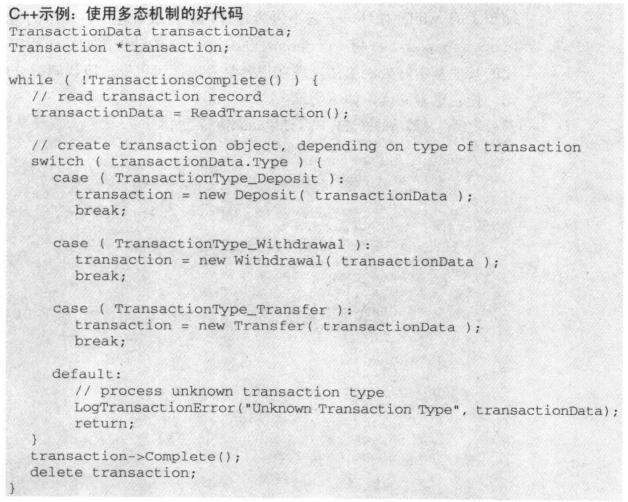 C++示例：使用多态机制的好代码
TransactionData transactionData;
Transaction *transaction;

while ( !TransactionsComplete() ) {
   // read transaction record
   transactionData = ReadTransaction();

   // create transaction object, depending on type of transaction
   switch ( transactionData.Type ) {
      case ( TransactionType_Deposit ):
         transaction = new Deposit( transactionData );
         break;

      case ( TransactionType_Withdrawal ):
         transaction = new Withdrawal( transactionData );
         break;

      case ( TransactionType_Transfer ):
         transaction = new Transfer( transactionData );
         break;

      default:
         // process unknown transaction type
         LogTransactionError("Unknown Transaction Type", transactionData);
         return;
   }
   transaction->Complete();
   delete transaction;
}